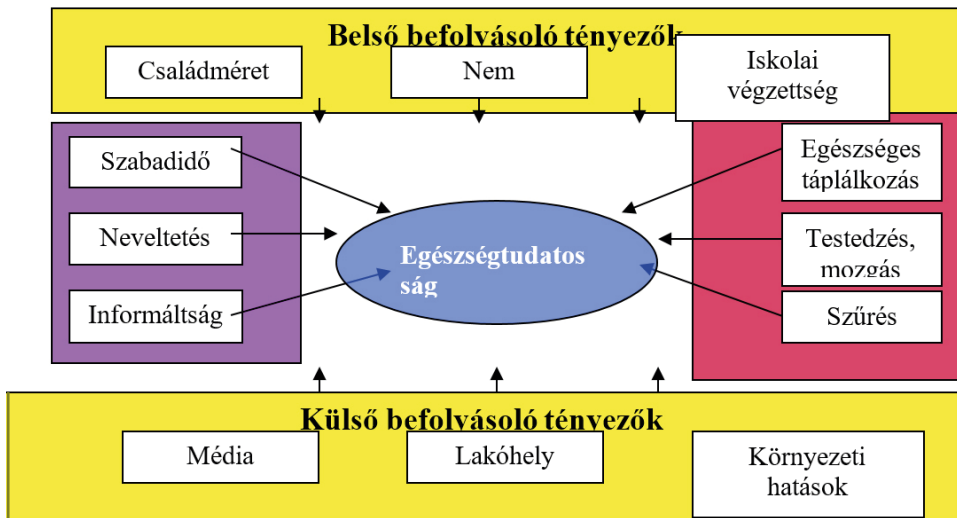 Belső befolyásoló tényezők
Családméret
Nem
Iskolai
végzettség
Szabadidő
Neveltetés
Informáltság
Egészségtudatos
ság
Egészséges
táplálkozás
Testedzés,
mozgás
Szűrés
Külső befolyásoló tényezők
Média
Lakóhely
Környezeti
hatások